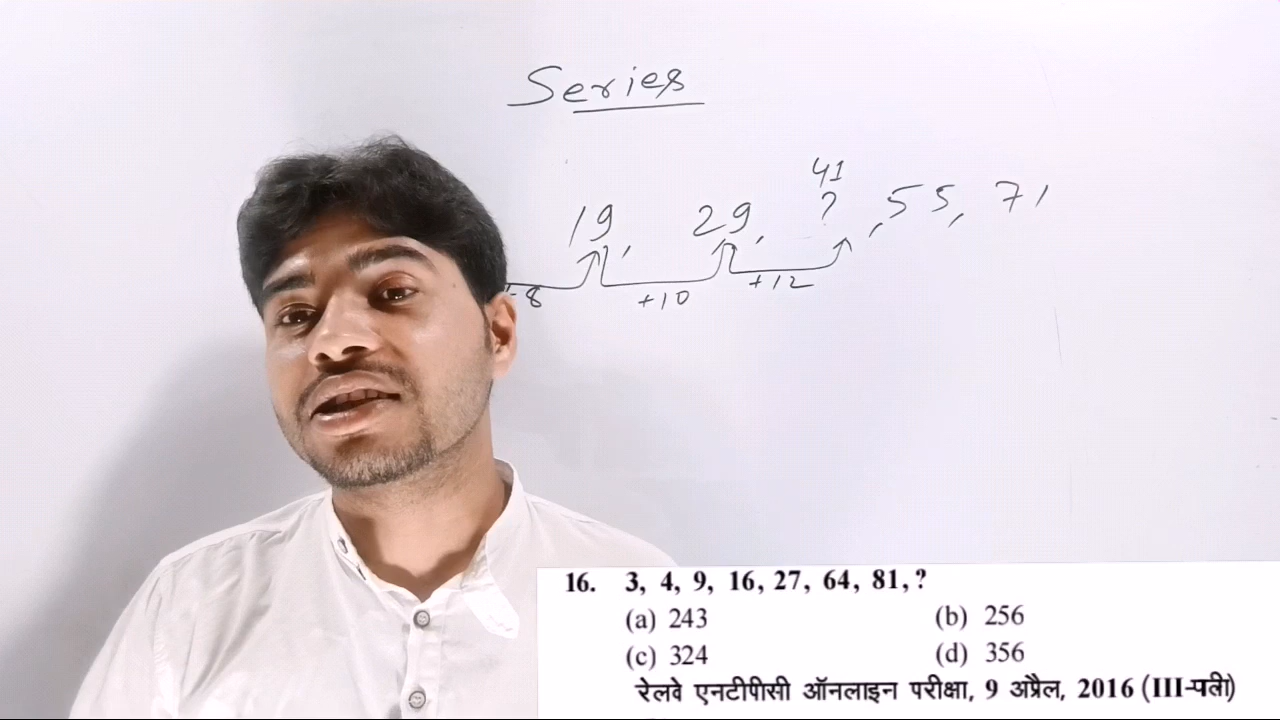 Series
41
19, 29, ? , 55, 71
+8 +10 +12
16. 3, 4, 9, 16, 27, 64, 81, ?
(a) 243 (b) 256
(c) 324 (d) 356
रेलवे एनटीपीसी ऑनलाइन परीक्षा, 9 अप्रैल, 2016 (III-पाली)